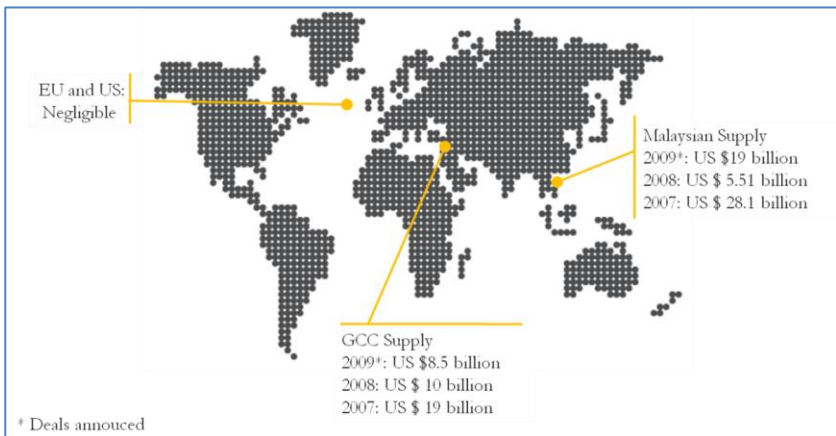 EU and US:
Negligible
Malaysian Supply
2009*: US $19 billion
2008: US $ 5.51 billion
2007: US $ 28.1 billion
GCC Supply
2009*: US $8.5 billion
2008: US $ 10 billion
2007: US $ 19 billion
* Deals annouced